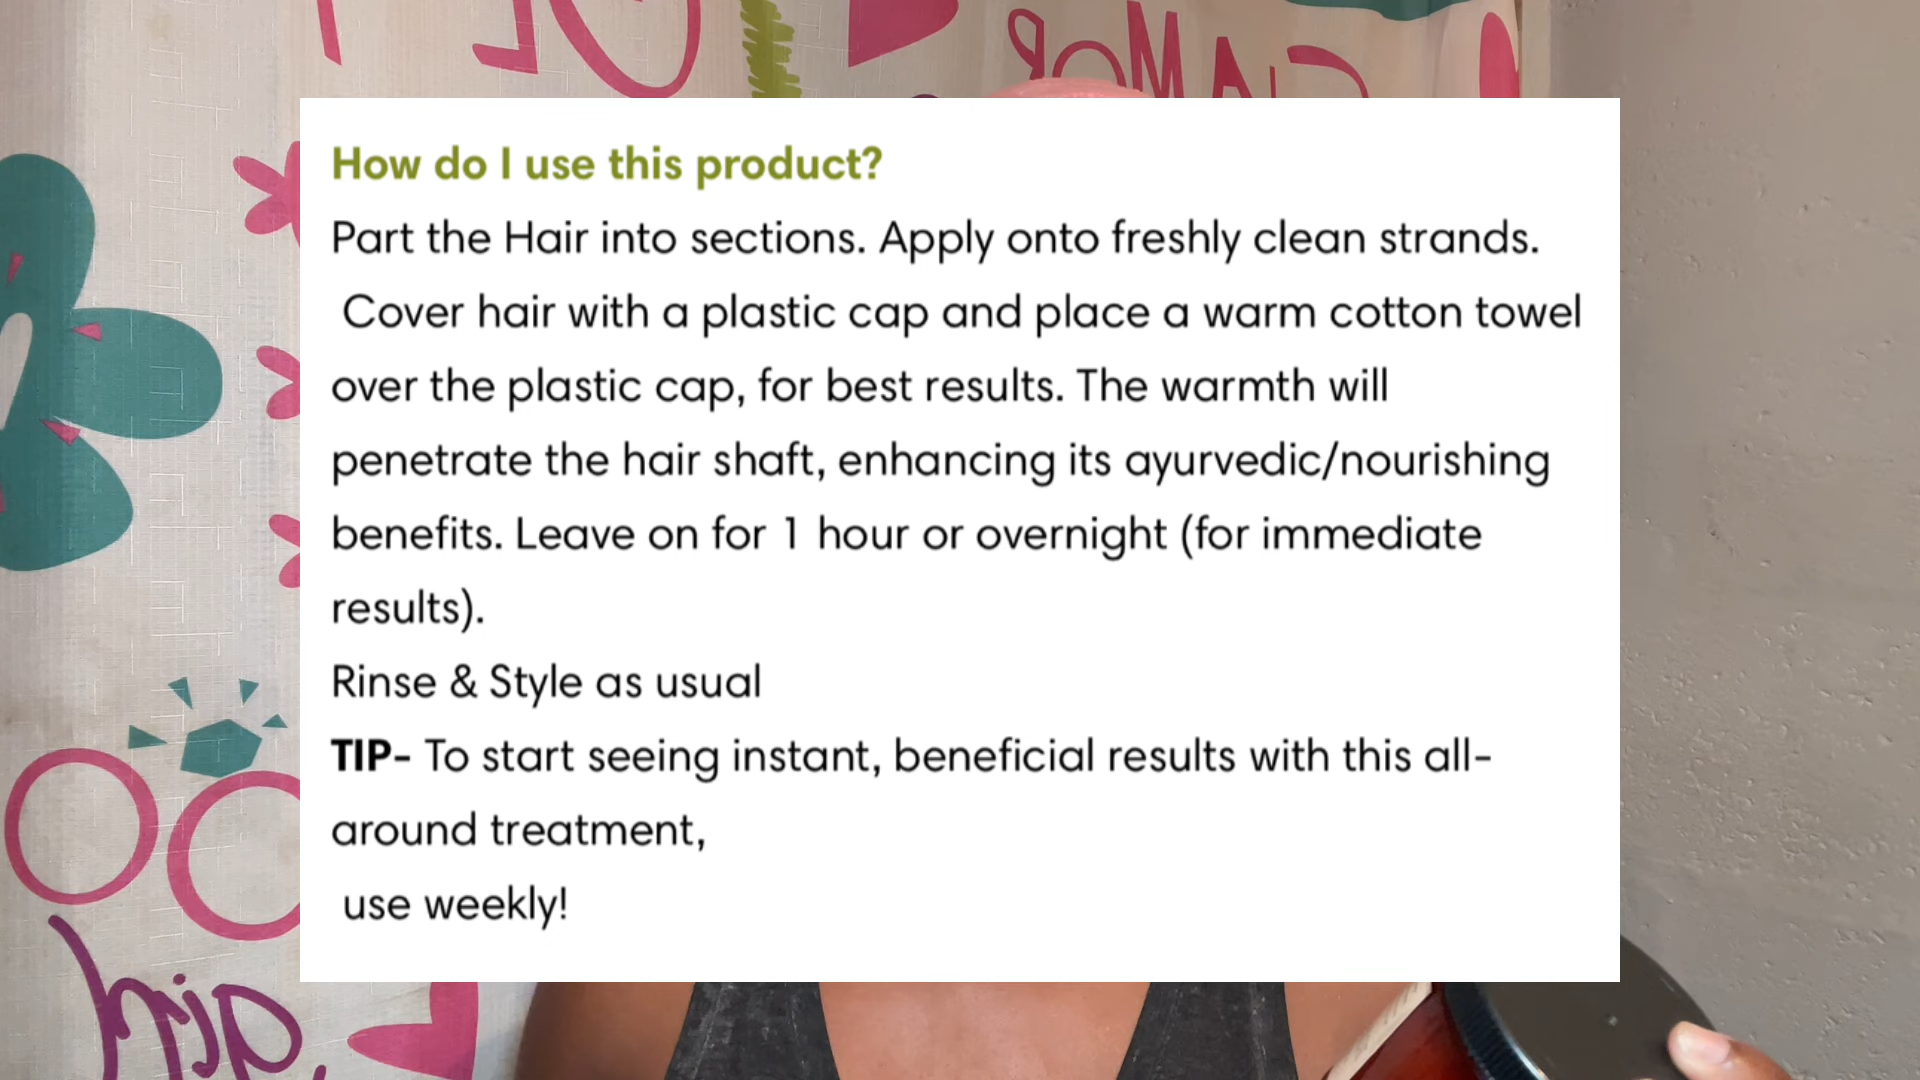 How do I use this product?
Part the Hair into sections. Apply onto freshly clean strands.
Cover hair with a plastic cap and place a warm cotton towel
over the plastic cap, for best results. The warmth will
penetrate the hair shaft, enhancing its ayurvedic/nourishing
benefits. Leave on for 1 hour or overnight (for immediate
results).
Rinse & Style as usual
TIP- To start seeing instant, beneficial results with this all-
around treatment,
use weekly!